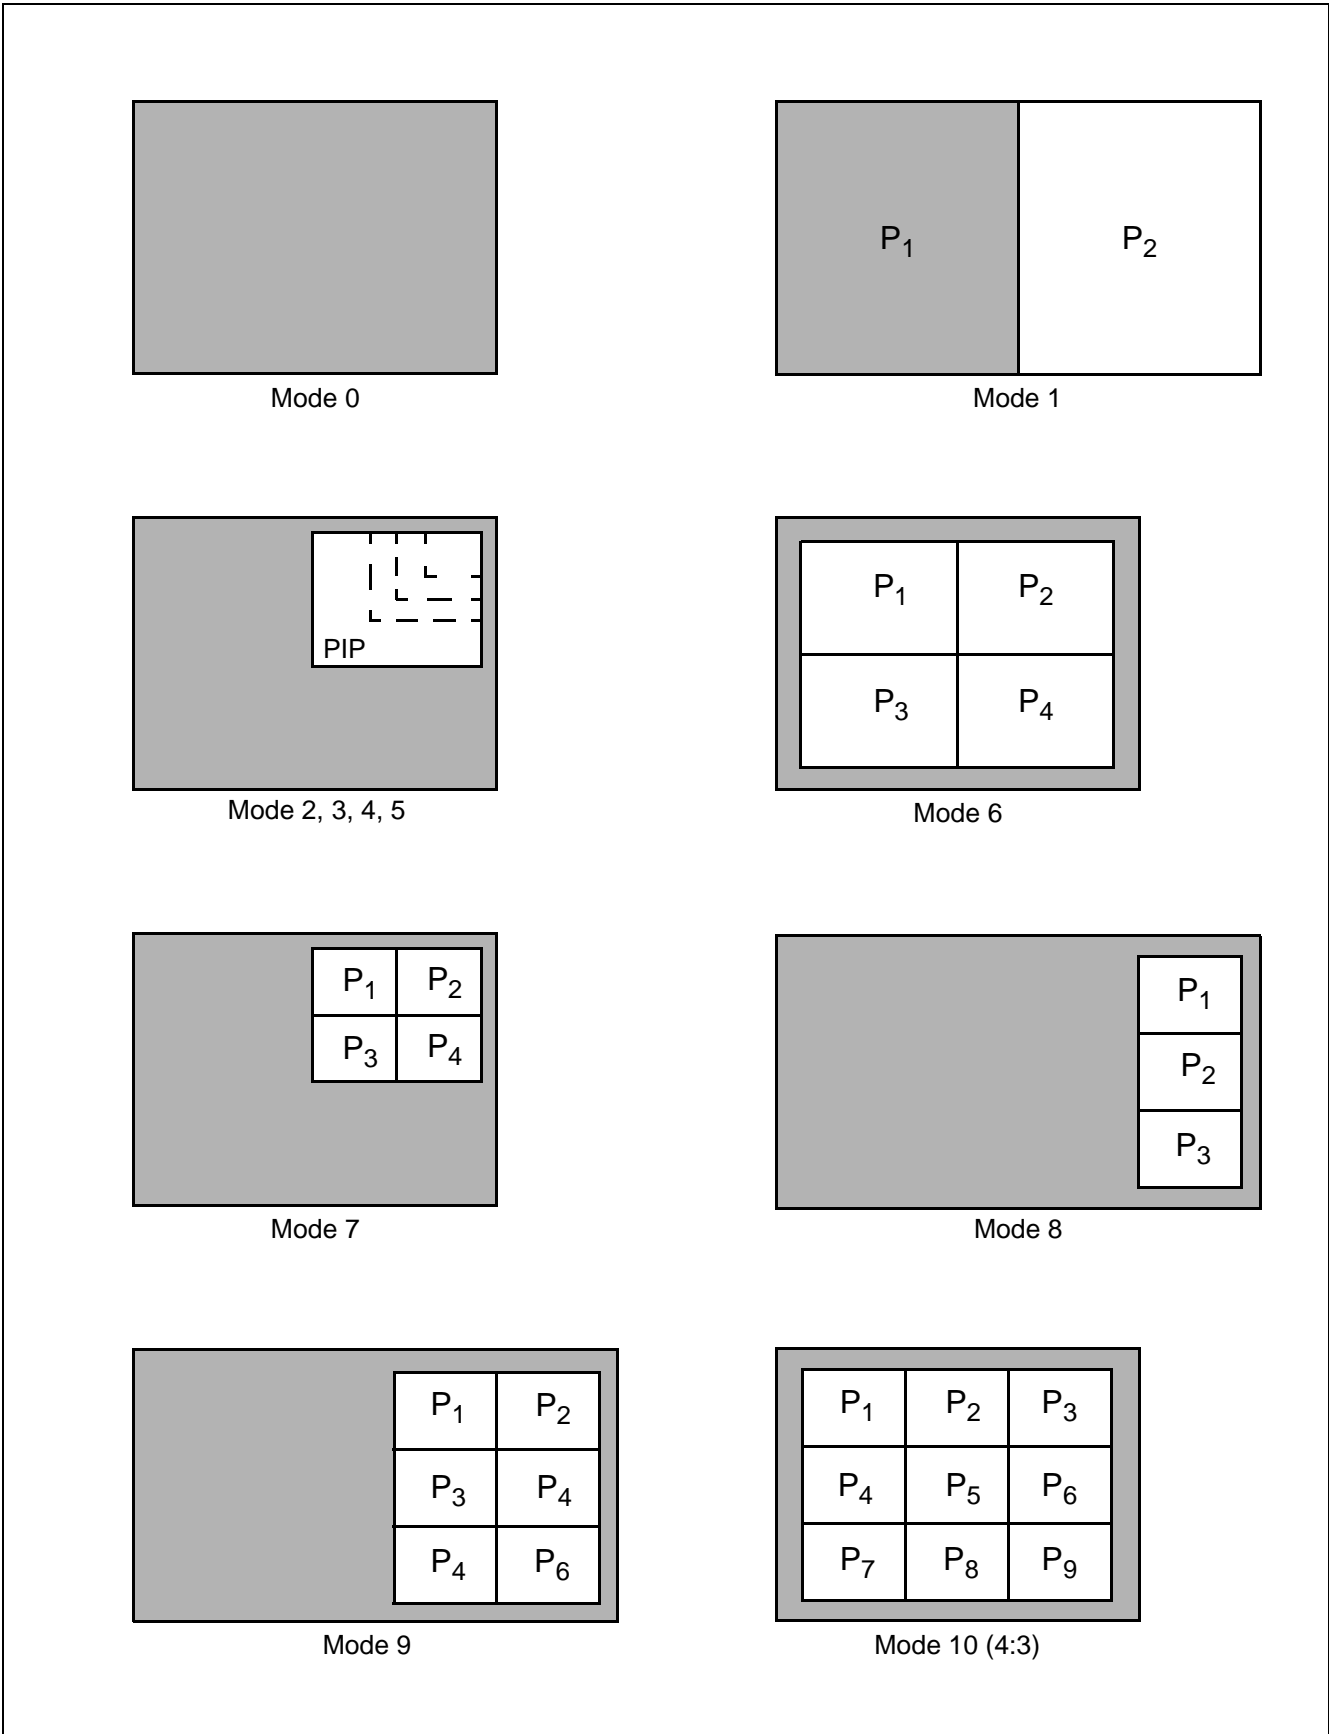 P1 P2
Mode 0 Mode 1
PIP
P1 P2
P3 P4
Mode 2, 3, 4, 5 Mode 6
P1 P2
P3 P4
P1
P2
P3
Mode 7 Mode 8
P1 P2
P3 P4
P4 P6
P1 P2 P3
P4 P5 P6
P7 P8 P9
Mode 9 Mode 10 (4:3)